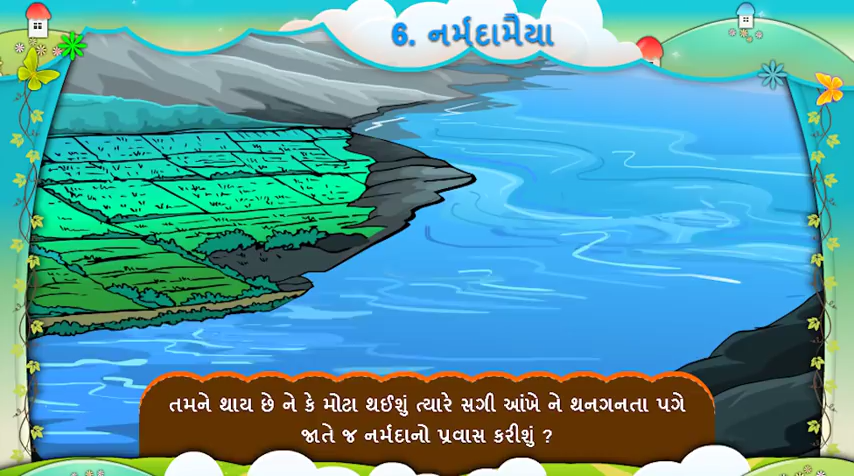 6. નર્મદામૈયા
તમને થાય છે ને કે મોટા થઈશું ત્યારે સગી આંખે ને થનગનતા પગે
જાતે જ નર્મદાનો પ્રવાસ કરીશું ?